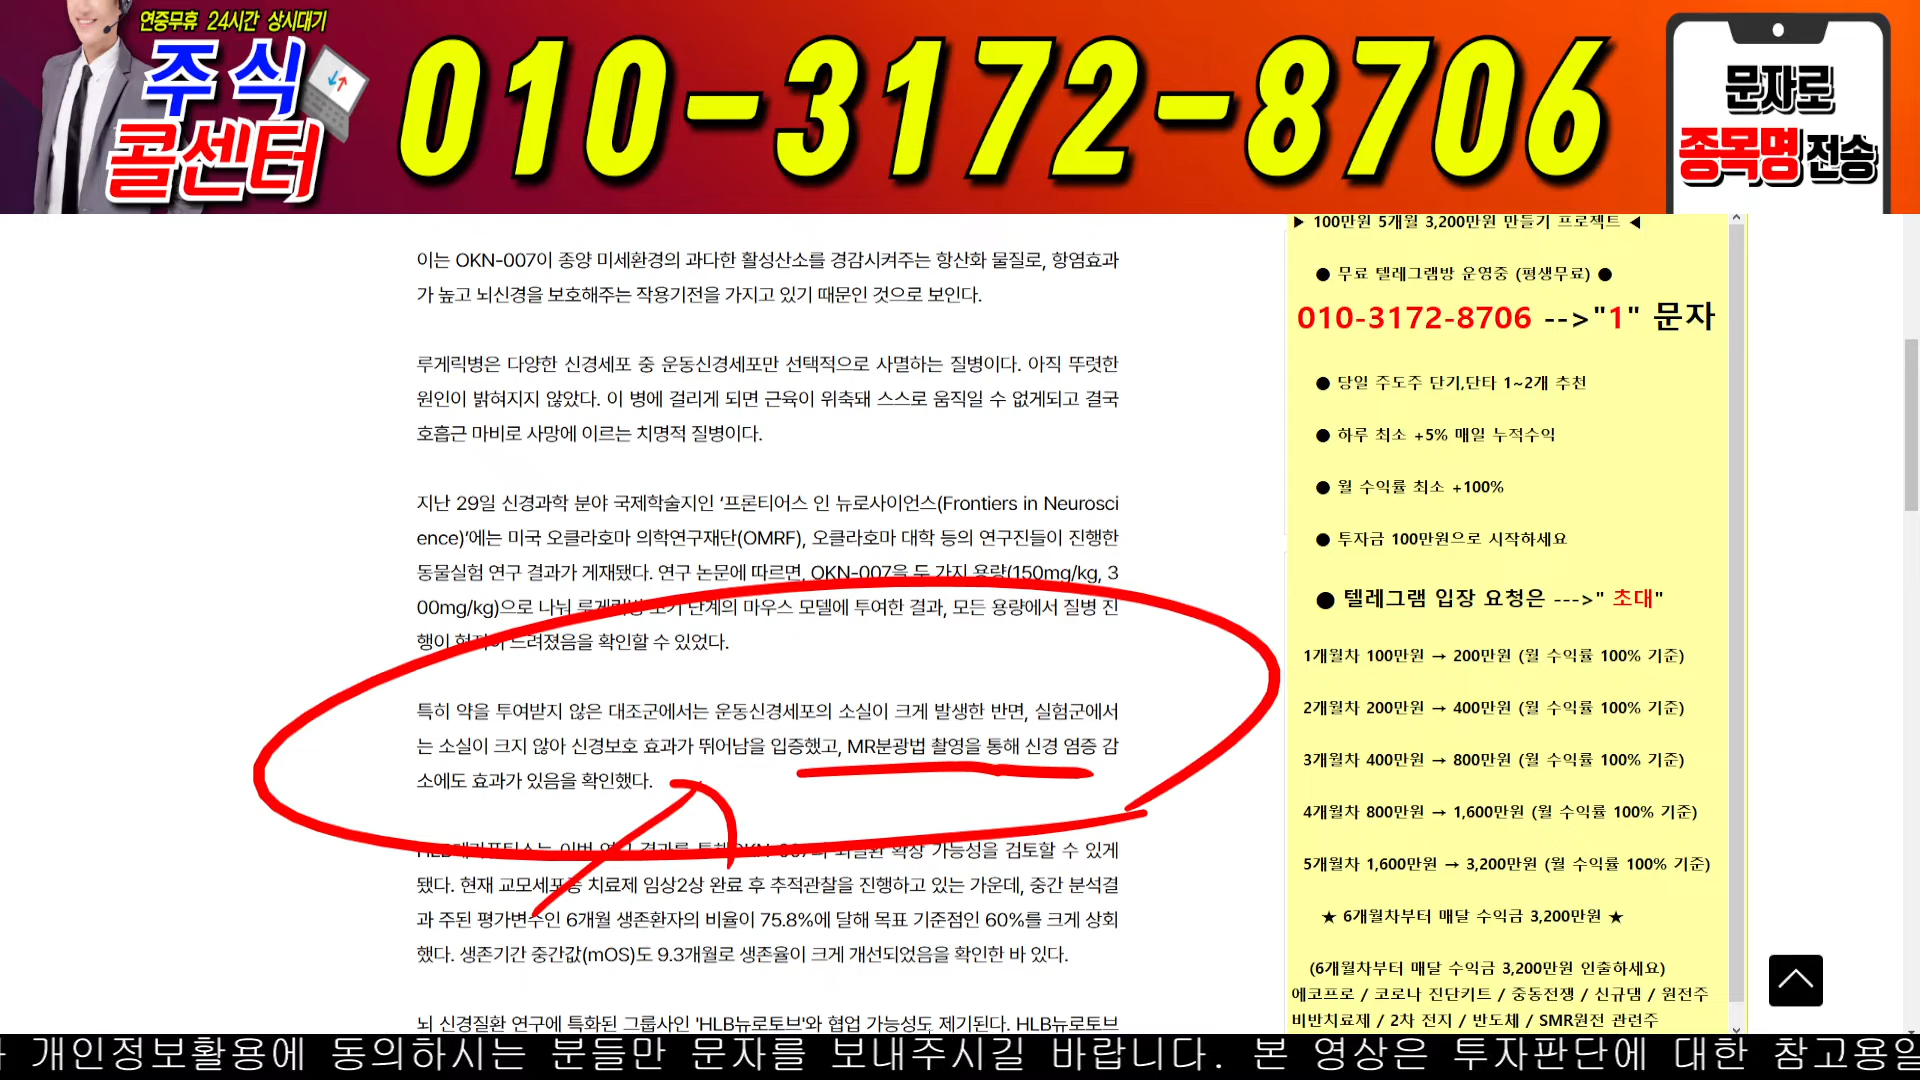 연중무휴 24시간 상시대기
주식
콜센터
010-3172-8706
문자로
종목명 전송
이는 OKN-007이 종양 미세환경의 과다한 활성산소를 경감시켜주는 항산화 물질로, 항염효과
가 높고 뇌신경을 보호해주는 작용기전을 가지고 있기 때문인 것으로 보인다.
루게릭병은 다양한 신경세포 중 운동신경세포만 선택적으로 사멸하는 질병이다. 아직 뚜렷한
원인이 밝혀지지 않았다. 이 병에 걸리게 되면 근육이 위축돼 스스로 움직일 수 없게되고 결국
호흡근 마비로 사망에 이르는 치명적 질병이다.
지난 29일 신경과학 분야 국제학술지인 ‘프론티어스 인 뉴로사이언스(Frontiers in Neurosci
ence)’에는 미국 오클라호마 의학연구재단(OMRF), 오클라호마 대학 등의 연구진들이 진행한
동물실험 연구 결과가 게재됐다. 연구 논문에 따르면, OKN-007을 두 가지 용량(150mg/kg, 3
00mg/kg)으로 나눠 루게릭병 초기 단계의 마우스 모델에 투여한 결과, 모든 용량에서 질병 진
행이 현저히 느려졌음을 확인할 수 있었다.
특히 약을 투여받지 않은 대조군에서는 운동신경세포의 소실이 크게 발생한 반면, 실험군에서
는 소실이 크지 않아 신경보호 효과가 뛰어남을 입증했고, MR분광법 촬영을 통해 신경 염증 감
소에도 효과가 있음을 확인했다.
HLB테라퓨틱스는 이번 연구 결과를 통해 OKN-007의 뇌질환 확장 가능성을 검토할 수 있게
됐다. 현재 교모세포종 치료제 임상2상 완료 후 추적관찰을 진행하고 있는 가운데, 중간 분석결
과 주된 평가변수인 6개월 생존환자의 비율이 75.8%에 달해 목표 기준점인 60%를 크게 상회
했다. 생존기간 중간값(mOS)도 9.3개월로 생존율이 크게 개선되었음을 확인한 바 있다.
뇌 신경질환 연구에 특화된 그룹사인 'HLB뉴로토브'와 협업 가능성도 제기된다. HLB뉴로토브
▶ 100만원 5개월 3,200만원 만들기 프로젝트 ◀
● 무료 텔레그램방 운영중 (평생무료) ●
010-3172-8706 -->"1" 문자
● 당일 주도주 단기,단타 1~2개 추천
● 하루 최소 +5% 매일 누적수익
● 월 수익률 최소 +100%
● 투자금 100만원으로 시작하세요
● 텔레그램 입장 요청은 --->" 초대"
1개월차 100만원 → 200만원 (월 수익률 100% 기준)
2개월차 200만원 → 400만원 (월 수익률 100% 기준)
3개월차 400만원 → 800만원 (월 수익률 100% 기준)
4개월차 800만원 → 1,600만원 (월 수익률 100% 기준)
5개월차 1,600만원 → 3,200만원 (월 수익률 100% 기준)
★ 6개월차부터 매달 수익금 3,200만원 ★
(6개월차부터 매달 수익금 3,200만원 인출하세요)
에코프로 / 코로나 진단키트 / 중동전쟁 / 신규댐 / 원전주
비반치료제 / 2차 전지 / 반도체 / SMR원전 관련주
개인정보활용에 동의하시는 분들만 문자를 보내주시길 바랍니다. 본 영상은 투자판단에 대한 참고용일